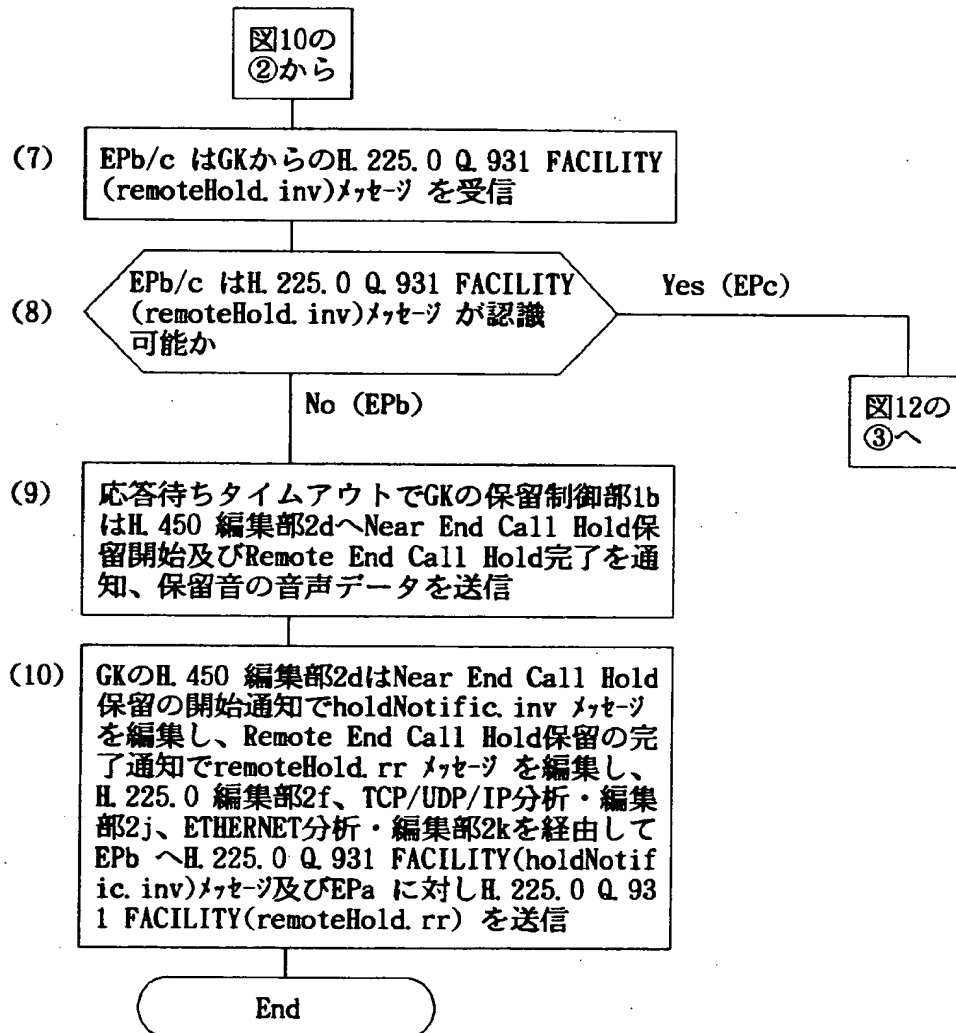 図10の
②から
(7)
EPb/c はGKからのH.225.0 Q.931 FACILITY
(remoteHold.inv)ﾒｯｾｰｼﾞ を受信
(8)
EPb/c はH.225.0 Q.931 FACILITY
(remoteHold.inv)ﾒｯｾｰｼﾞ が認識
可能か
Yes (EPc)
No (EPb)
図12の
③へ
(9)
応答待ちタイムアウトでGKの保留制御部1b
はH.450 編集部2dへNear End Call Hold保
留開始及びRemote End Call Hold完了を通
知、保留音の音声データを送信
(10)
GKのH.450 編集部2dはNear End Call Hold
保留の開始通知でholdNotific.inv ﾒｯｾｰｼﾞ
を編集し、Remote End Call Hold保留の完
了通知でremoteHold.rr ﾒｯｾｰｼﾞ を編集し、
H.225.0 編集部2f、TCP/UDP/IP分析・編集
部2j、ETHERNET分析・編集部2kを経由して
EPb へH.225.0 Q.931 FACILITY(holdNotif
ic.inv)ﾒｯｾｰｼﾞ及びEPa に対しH.225.0 Q.93
1 FACILITY(remoteHold.rr) を送信
End